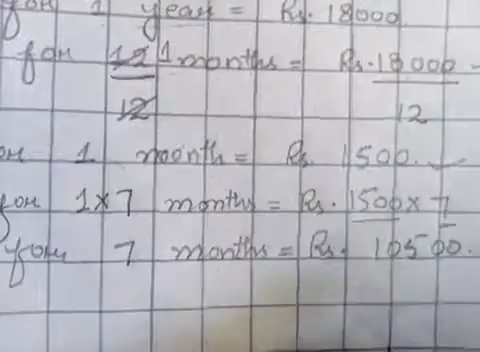 for 1 year = Rs. 18000
for 12 1 months = Rs. 18000
12 12
for 1 moonth = Rs. 1500.
for 1×7 months = Rs. 1500×7
for 7 months = Rs. 10500.